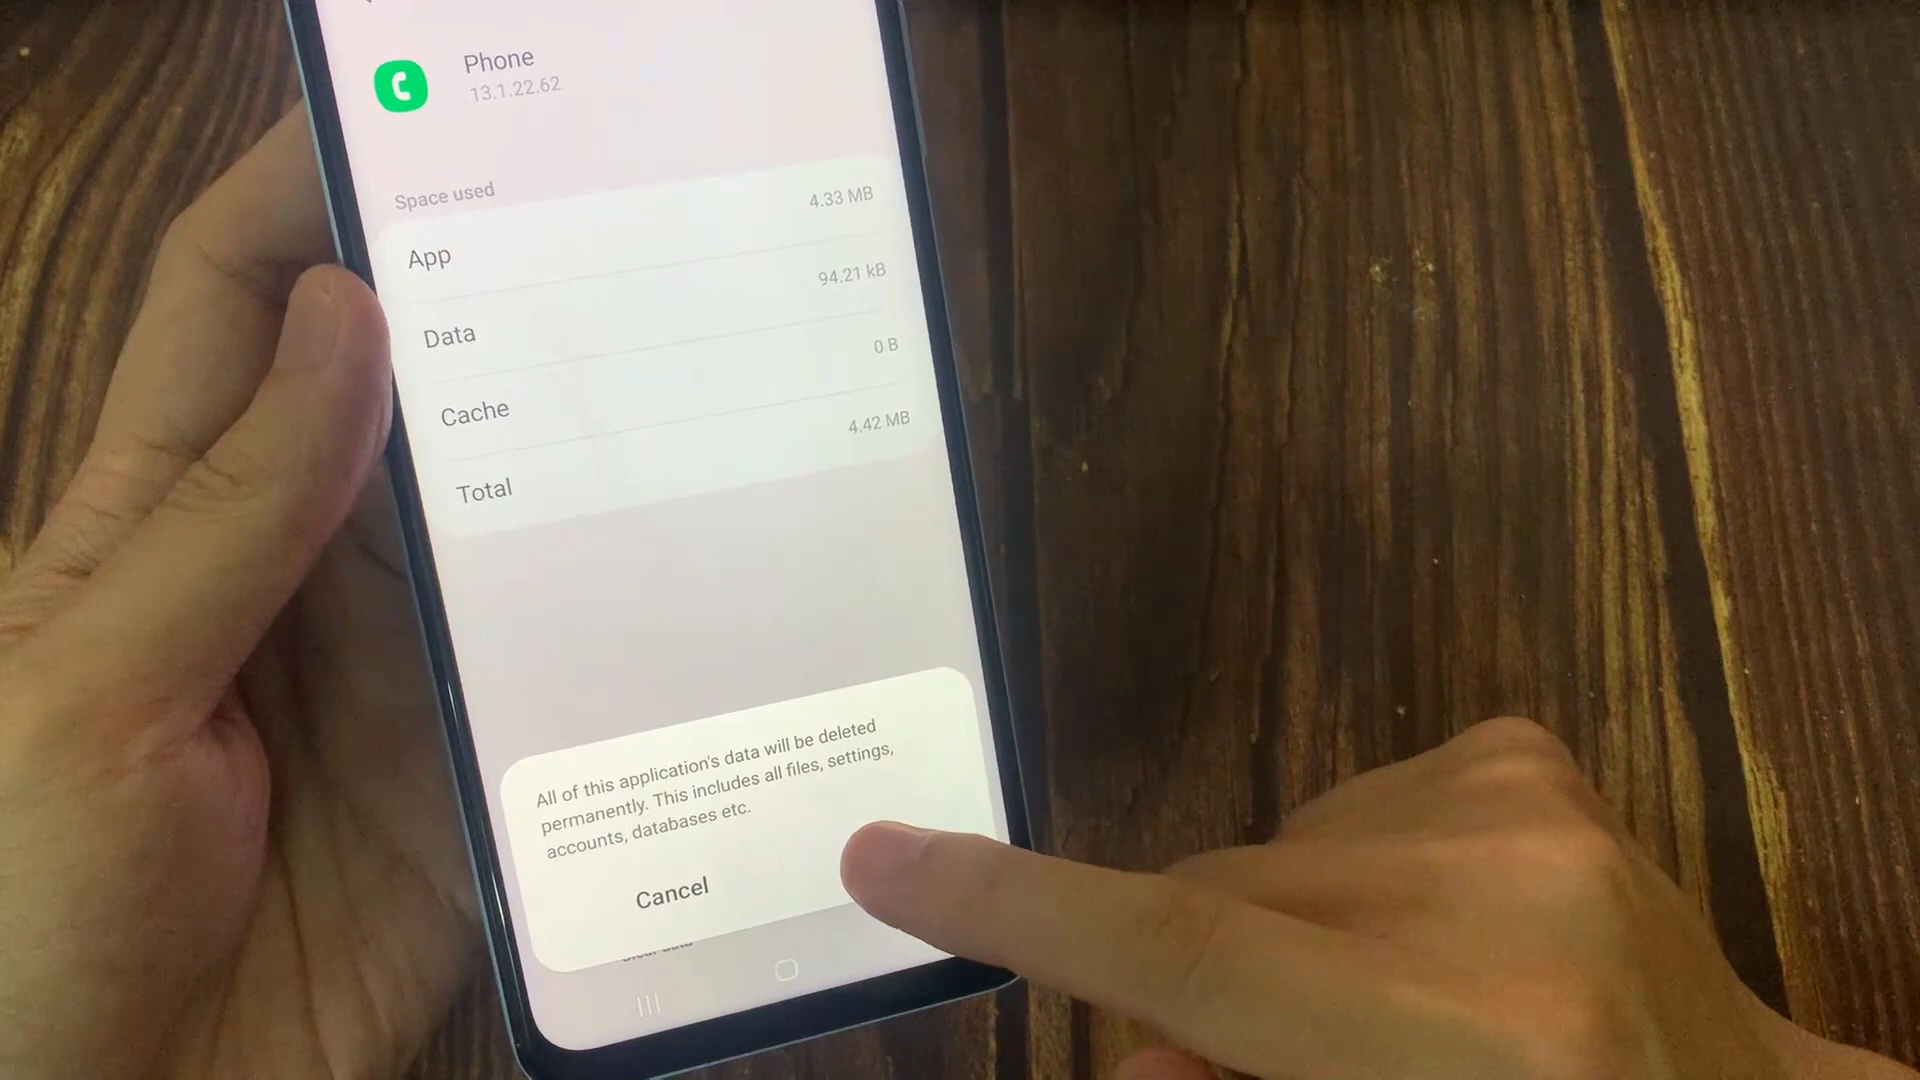 Phone
13.1.22.62
Space used
App 4.33 MB
Data 94.21 kB
Cache 0 B
Total 4.42 MB
All of this application's data will be deleted
permanently. This includes all files, settings,
accounts, databases etc.
Cancel